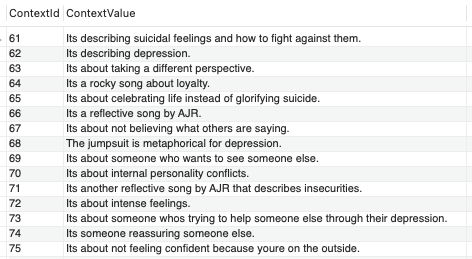 ContextId ContextValue
61 Its describing suicidal feelings and how to fight against them.
62 Its describing depression.
63 Its about taking a different perspective.
64 Its a rocky song about loyalty.
65 Its about celebrating life instead of glorifying suicide.
66 Its a reflective song by AJR.
67 Its about not believing what others are saying.
68 The jumpsuit is metaphorical for depression.
69 Its about someone who wants to see someone else.
70 Its about internal personality conflicts.
71 Its another reflective song by AJR that describes insecurities.
72 Its about intense feelings.
73 Its about someone whos trying to help someone else through their depression.
74 Its someone reassuring someone else.
75 Its about not feeling confident because youre on the outside.